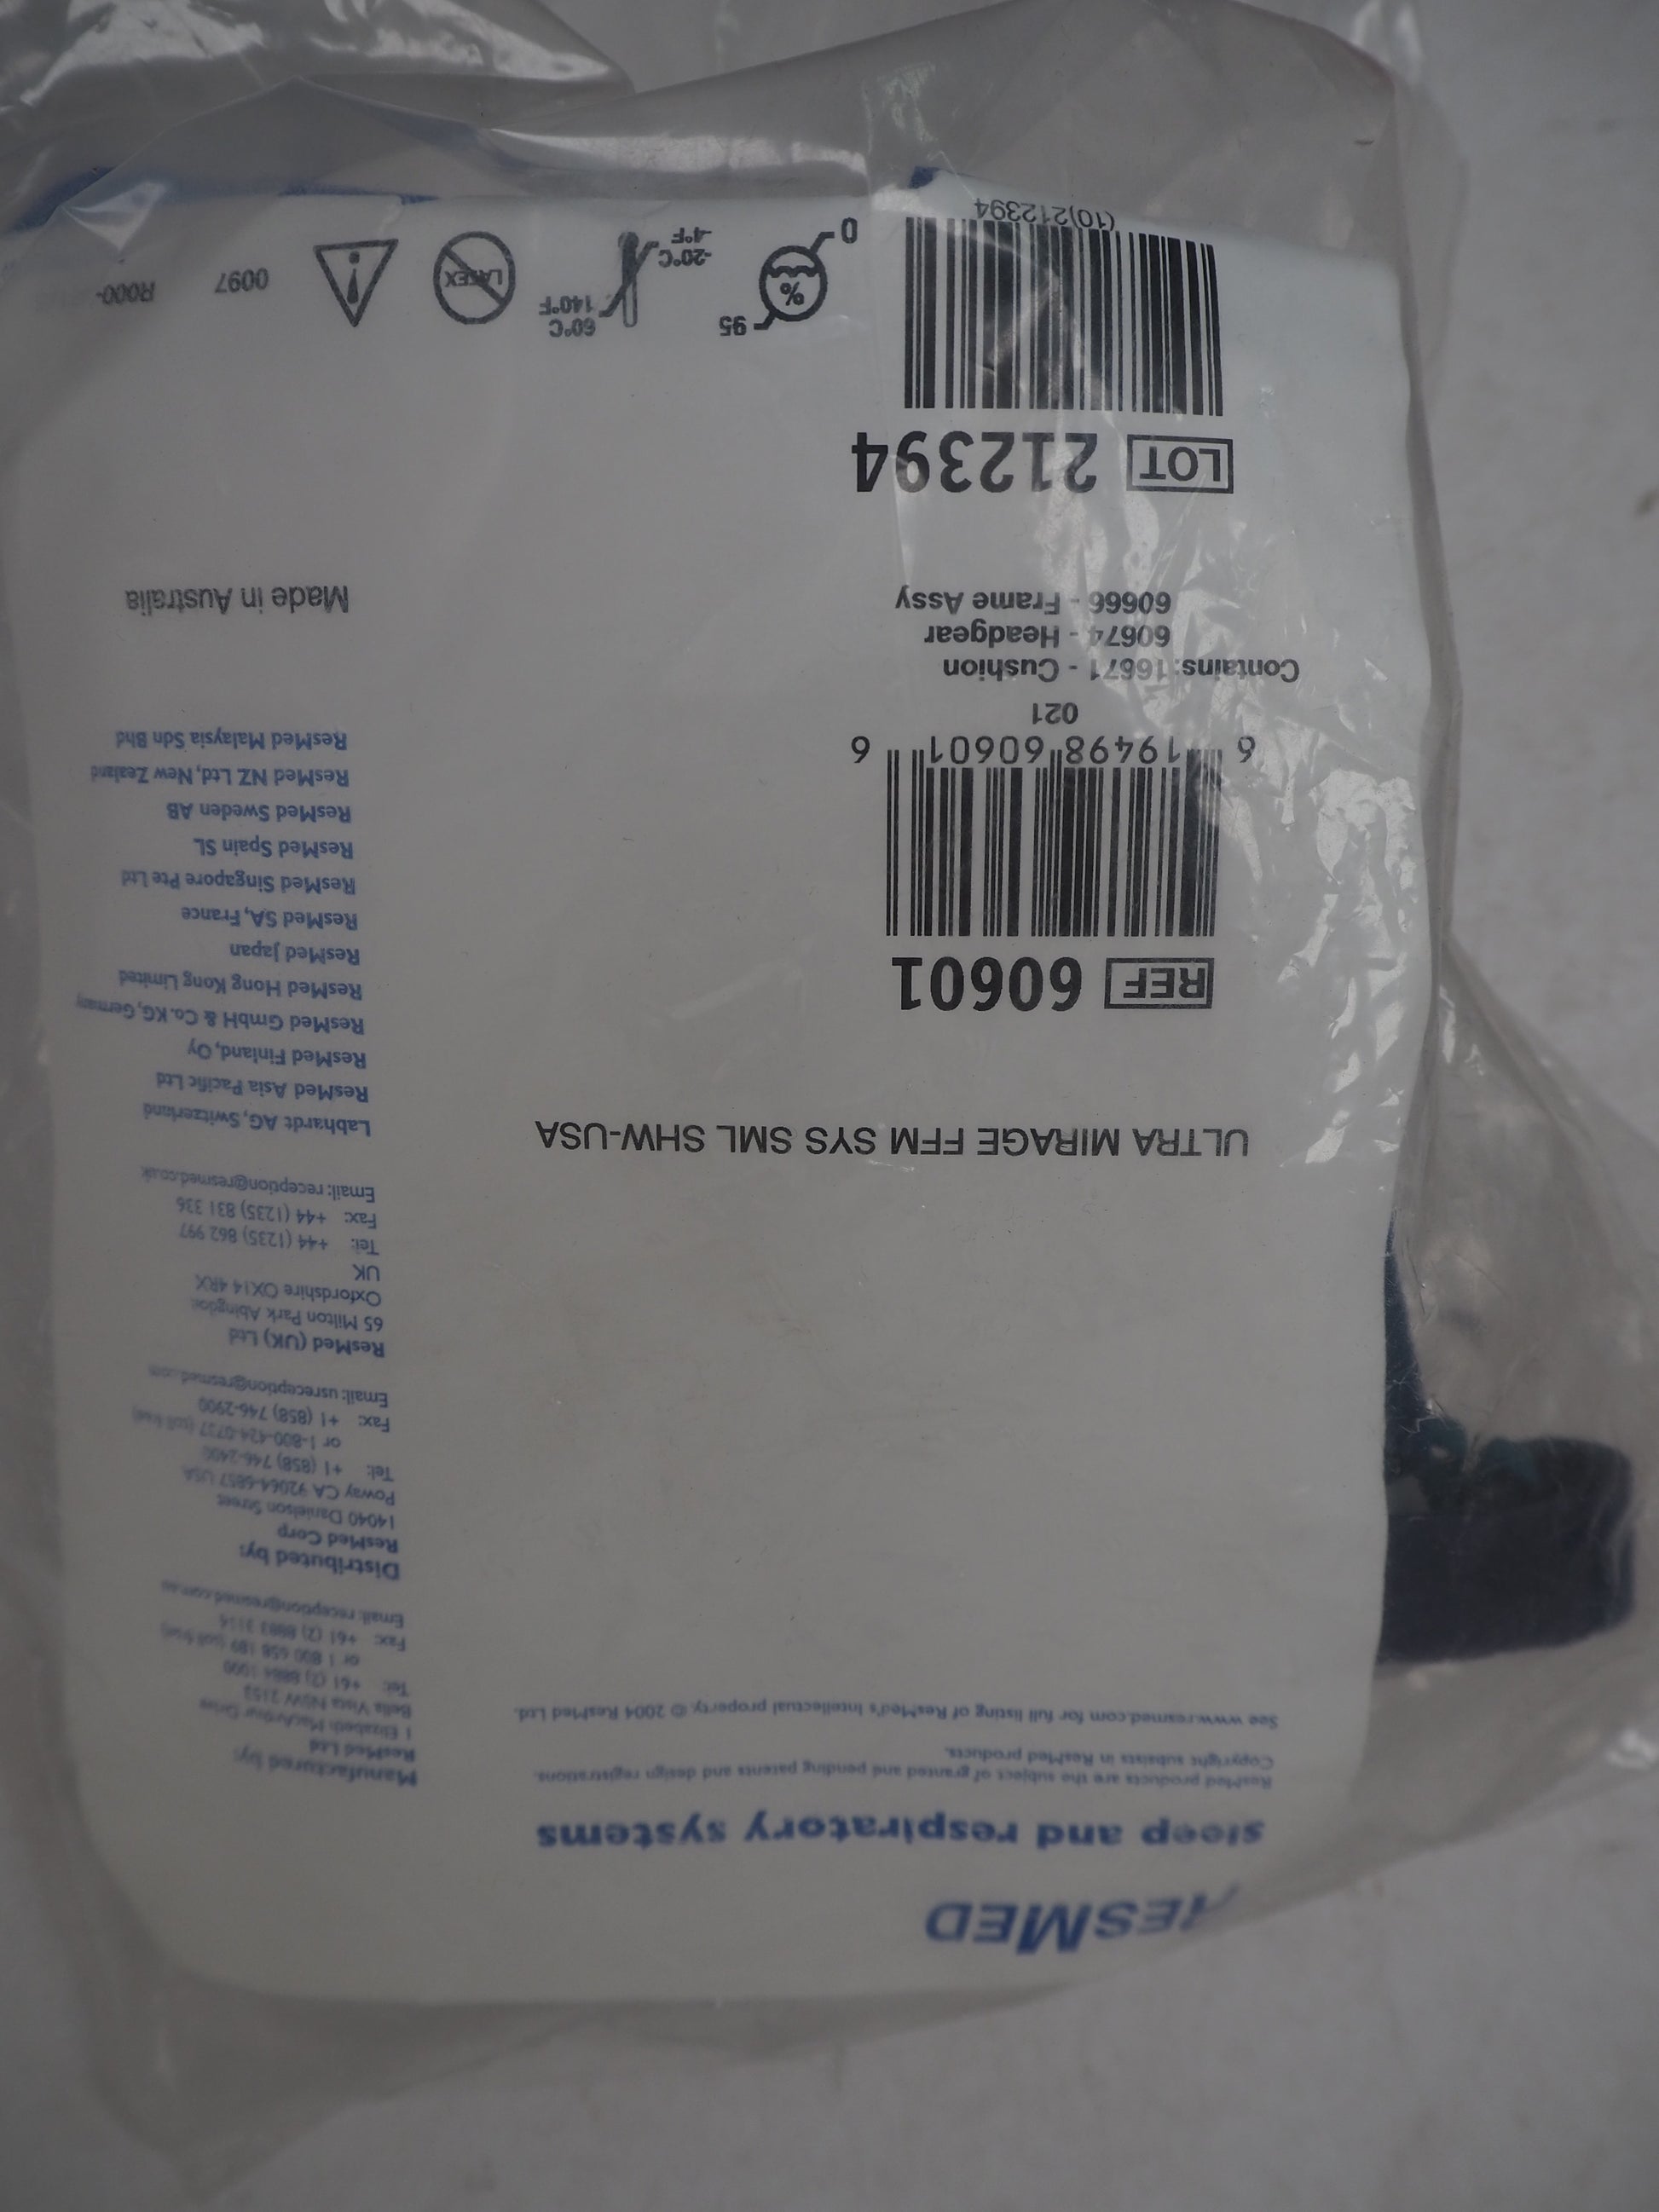 RESMED
sleep and respiratory systems
ResMed products are the subject of granted and pending patents and design registrations.
Copyright subsists in ResMed products.
See www.resmed.com for full listing of ResMed's intellectual property. © 2004 ResMed Ltd.
ULTRA MIRAGE FFM SYS SML SHW-USA
REF 60601
6 19498 60601 6
021
Contains: 16671 - Cushion
60674 - Headgear
60666 - Frame Assy
LOT 212394
(10)212394
0
%
95
-20°C
-4°F
60°C
140°F
LATEX
0097
R000-
Manufactured by:
ResMed Ltd
1 Elizabeth Macarthur Drive
Bella Vista NSW 2153
Tel: +61 (2) 8884 1000
or 1 800 658 189 (toll free)
Fax: +61 (2) 8883 3114
Email: reception@resmed.com.au
Distributed by:
ResMed Corp
14040 Danielson Street
Poway CA 92064-6857 USA
Tel: +1 (858) 746-2400
or 1-800-424-0737 (toll free)
Fax: +1 (858) 746-2900
Email: usreception@resmed.com
ResMed (UK) Ltd
65 Milton Park Abingdon
Oxfordshire OX14 4RX
UK
Tel: +44 (1235) 862 997
Fax: +44 (1235) 831 336
Email: reception@resmed.co.uk
Labhardt AG, Switzerland
ResMed Asia Pacific Ltd
ResMed Finland, Oy
ResMed GmbH & Co. KG, Germany
ResMed Hong Kong Limited
ResMed Japan
ResMed SA, France
ResMed Singapore Pte Ltd
ResMed Spain SL
ResMed Sweden AB
ResMed NZ Ltd, New Zealand
ResMed Malaysia Sdn Bhd
Made in Australia